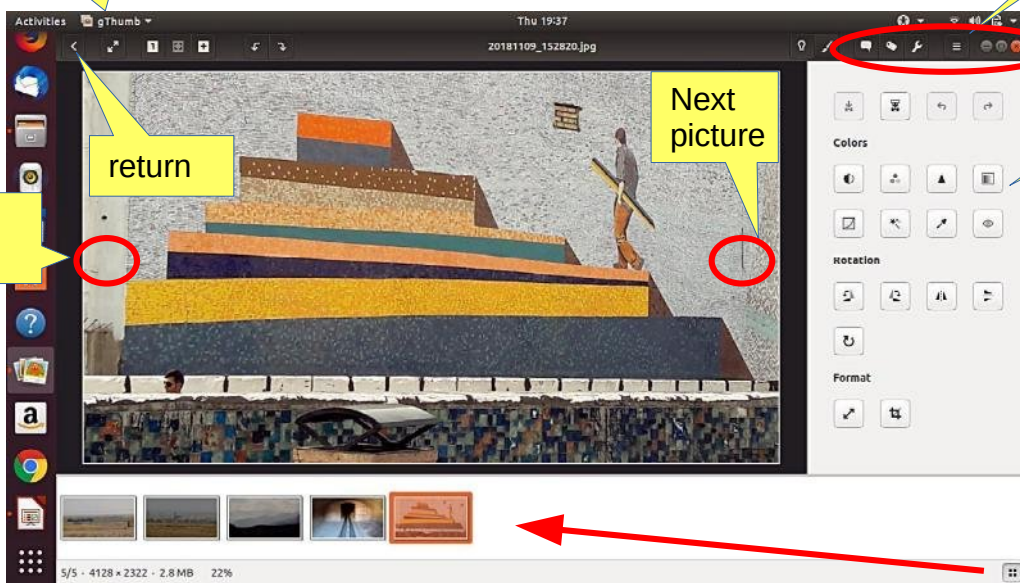 Activities gThumb Thu 19:37
20181109_152820.jpg
return
Next
picture
Colors
Rotation
Format
5/5 · 4128 × 2322 · 2.8 MB 22%